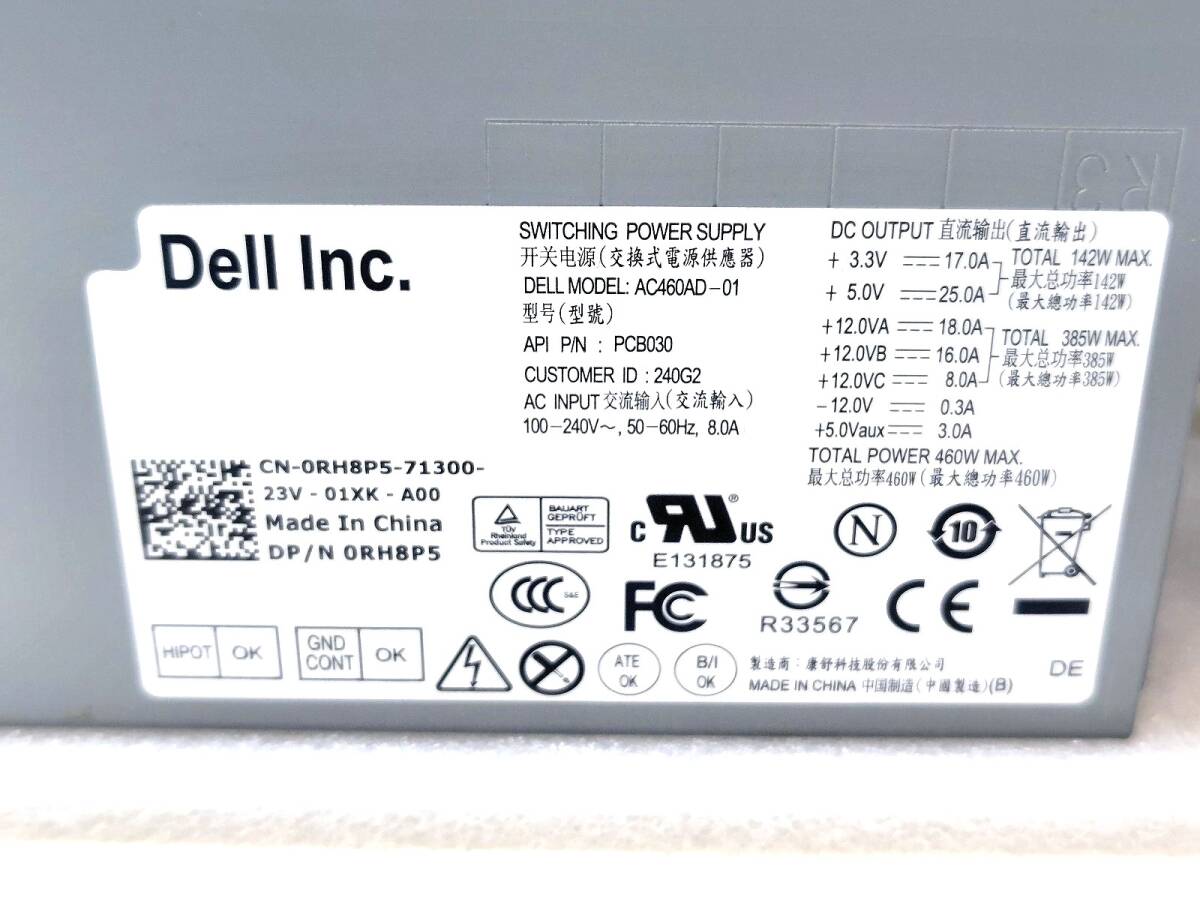 R3
Dell Inc.
SWITCHING POWER SUPPLY
开关电源(交換式電源供應器)
DELL MODEL: AC460AD-01
型号(型號)
API P/N : PCB030
CUSTOMER ID : 240G2
AC INPUT 交流输入(交流輸入)
100-240V~, 50-60Hz, 8.0A
DC OUTPUT 直流输出(直流輸出)
+ 3.3V ⎓ 17.0A
+ 5.0V ⎓ 25.0A
TOTAL 142W MAX.
最大总功率142W
(最大總功率142W)
+12.0VA ⎓ 18.0A
+12.0VB ⎓ 16.0A
+12.0VC ⎓ 8.0A
TOTAL 385W MAX.
最大总功率385W
(最大總功率385W)
-12.0V ⎓ 0.3A
+5.0Vaux ⎓ 3.0A
TOTAL POWER 460W MAX.
最大总功率460W(最大總功率460W)
CN-0RH8P5-71300-
23V - 01XK - A00
Made In China
DP/N 0RH8P5
TÜV
Rheinland
Product Safety
BAUART
GEPRÜFT
TYPE
APPROVED
C RU® US
E131875
N
10
CCC S&E
FC
R33567
CE
HiPOT OK
GND
CONT OK
ATE
OK
B/I
OK
製造商：康舒科技股份有限公司
MADE IN CHINA 中国制造(中國製造)(B)
DE